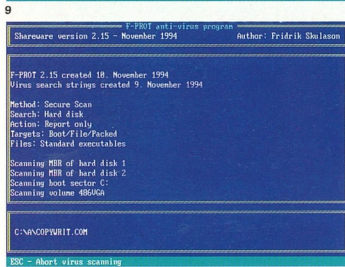 9
F-PROT anti-virus program
Shareware version 2.15 - November 1994 Author: Fridrik Skulason
F-PROT 2.15 created 10. November 1994
Virus search strings created 9. November 1994
Method: Secure Scan
Search: Hard disk
Action: Report only
Targets: Boot/File/Packed
Files: Standard executables
Scanning MBR of hard disk 1
Scanning MBR of hard disk 2
Scanning boot sector C:
Scanning volume 486VGA
C:\A\COPYWRIT.COM
ESC - Abort virus scanning